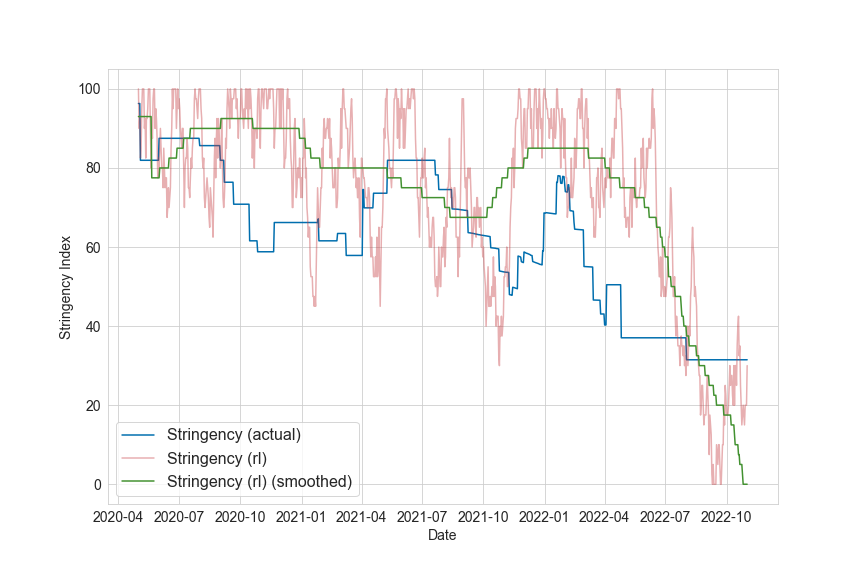 100
80
60
40
20
0
Stringency Index
Stringency (actual)
Stringency (rl)
Stringency (rl) (smoothed)
2020-04 2020-07 2020-10 2021-01 2021-04 2021-07 2021-10 2022-01 2022-04 2022-07 2022-10
Date